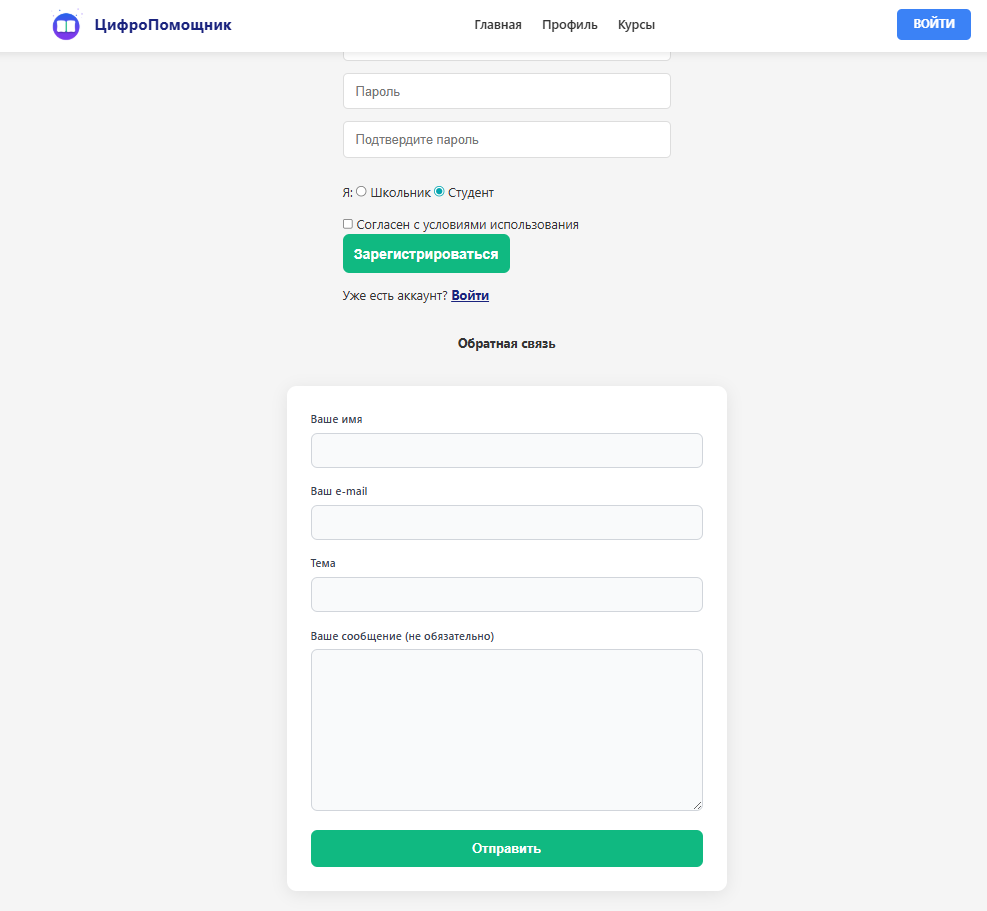 ЦифроПомощник
Главная Профиль Курсы
ВОЙТИ
Пароль
Подтвердите пароль
Я: Школьник Студент
Согласен с условиями использования
Зарегистрироваться
Уже есть аккаунт? Войти
Обратная связь
Ваше имя
Ваш e-mail
Тема
Ваше сообщение (не обязательно)
Отправить